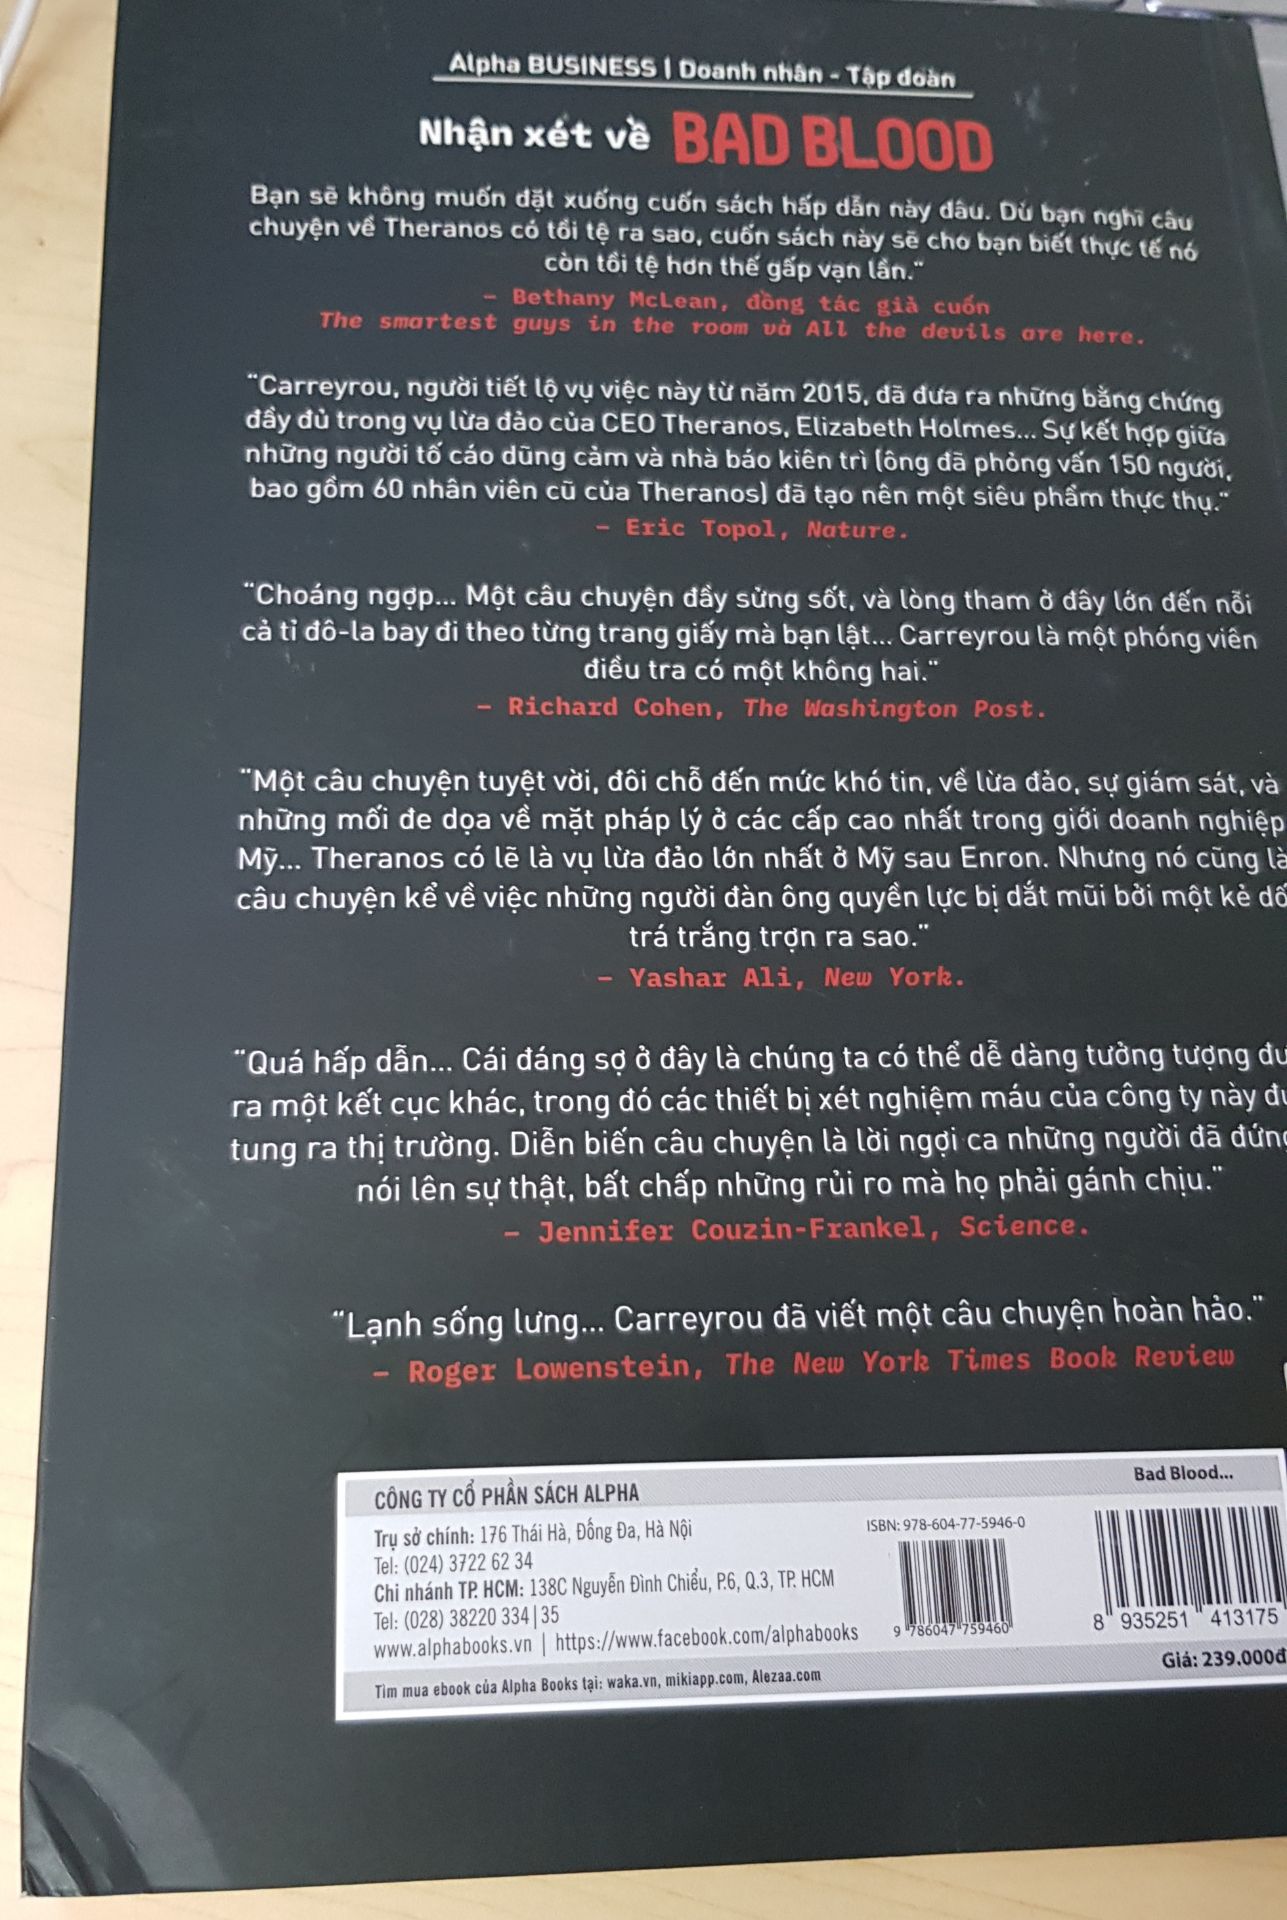 Alpha BUSINESS | Doanh nhân - Tập đoàn
Nhận xét về BAD BLOOD
Bạn sẽ không muốn đặt xuống cuốn sách hấp dẫn này đâu. Dù bạn nghĩ câu
chuyện về Theranos có tồi tệ ra sao, cuốn sách này sẽ cho bạn biết thực tế nó
còn tồi tệ hơn thế gấp vạn lần."
– Bethany McLean, đồng tác giả cuốn
The smartest guys in the room và All the devils are here.
"Carreyrou, người tiết lộ vụ việc này từ năm 2015, đã đưa ra những bằng chứng
đầy đủ trong vụ lừa đảo của CEO Theranos, Elizabeth Holmes... Sự kết hợp giữa
những người tố cáo dũng cảm và nhà báo kiên trì (ông đã phỏng vấn 150 người,
bao gồm 60 nhân viên cũ của Theranos) đã tạo nên một siêu phẩm thực thụ."
– Eric Topol, Nature.
"Choáng ngợp... Một câu chuyện đầy sửng sốt, và lòng tham ở đây lớn đến nỗi
cả tỉ đô-la bay đi theo từng trang giấy mà bạn lật... Carreyrou là một phóng viên
điều tra có một không hai."
– Richard Cohen, The Washington Post.
"Một câu chuyện tuyệt vời, đôi chỗ đến mức khó tin, về lừa đảo, sự giám sát, và
những mối đe dọa về mặt pháp lý ở các cấp cao nhất trong giới doanh nghiệp
Mỹ... Theranos có lẽ là vụ lừa đảo lớn nhất ở Mỹ sau Enron. Nhưng nó cũng là
câu chuyện kể về việc những người đàn ông quyền lực bị dắt mũi bởi một kẻ
trá trắng trợn ra sao."
– Yashar Ali, New York.
"Quá hấp dẫn... Cái đáng sợ ở đây là chúng ta có thể dễ dàng tưởng tượng
ra một kết cục khác, trong đó các thiết bị xét nghiệm máu của công ty này
tung ra thị trường. Diễn biến câu chuyện là lời ngợi ca những người đã đứng
nói lên sự thật, bất chấp những rủi ro mà họ phải gánh chịu."
– Jennifer Couzin-Frankel, Science.
"Lạnh sống lưng... Carreyrou đã viết một câu chuyện hoàn hảo."
– Roger Lowenstein, The New York Times Book Review
CÔNG TY CỔ PHẦN SÁCH ALPHA
Trụ sở chính: 176 Thái Hà, Đống Đa, Hà Nội
Tel: (024) 3722 62 34
Chi nhánh TP. HCM: 138C Nguyễn Đình Chiểu, P.6, Q.3, TP. HCM
Tel: (028) 38220 334 | 35
www.alphabooks.vn | https://www.facebook.com/alphabooks
Tìm mua ebook của Alpha Books tại: waka.vn, mikiapp.com, Alezaa.com
ISBN: 978-604-77-5946-0
9 786047 759460
Bad Blood...
8 935251 413175
Giá: 239.000đ